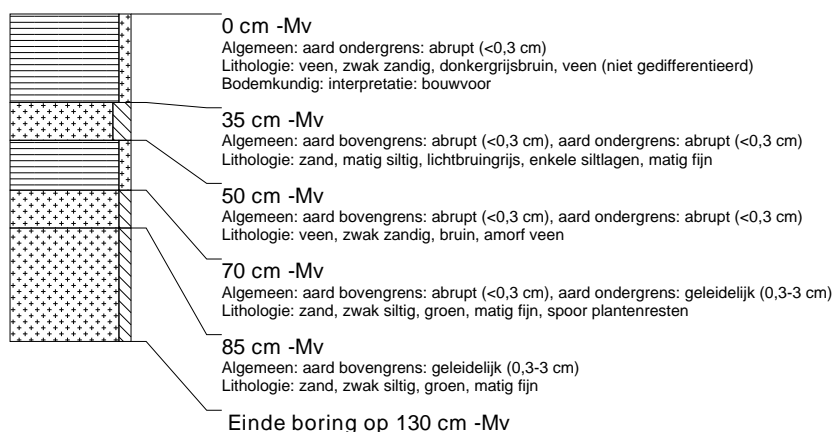 0 cm -Mv
Algemeen: aard ondergrens: abrupt (<0,3 cm)
Lithologie: veen, zwak zandig, donkergrijsbruin, veen (niet gedifferentieerd)
Bodemkundig: interpretatie: bouwvoor
35 cm -Mv
Algemeen: aard bovengrens: abrupt (<0,3 cm), aard ondergrens: abrupt (<0,3 cm)
Lithologie: zand, matig siltig, lichtbruingrijs, enkele siltlagen, matig fijn
50 cm -Mv
Algemeen: aard bovengrens: abrupt (<0,3 cm), aard ondergrens: abrupt (<0,3 cm)
Lithologie: veen, zwak zandig, bruin, amorf veen
70 cm -Mv
Algemeen: aard bovengrens: abrupt (<0,3 cm), aard ondergrens: geleidelijk (0,3-3 cm)
Lithologie: zand, zwak siltig, groen, matig fijn, spoor plantenresten
85 cm -Mv
Algemeen: aard bovengrens: geleidelijk (0,3-3 cm)
Lithologie: zand, zwak siltig, groen, matig fijn
Einde boring op 130 cm -Mv